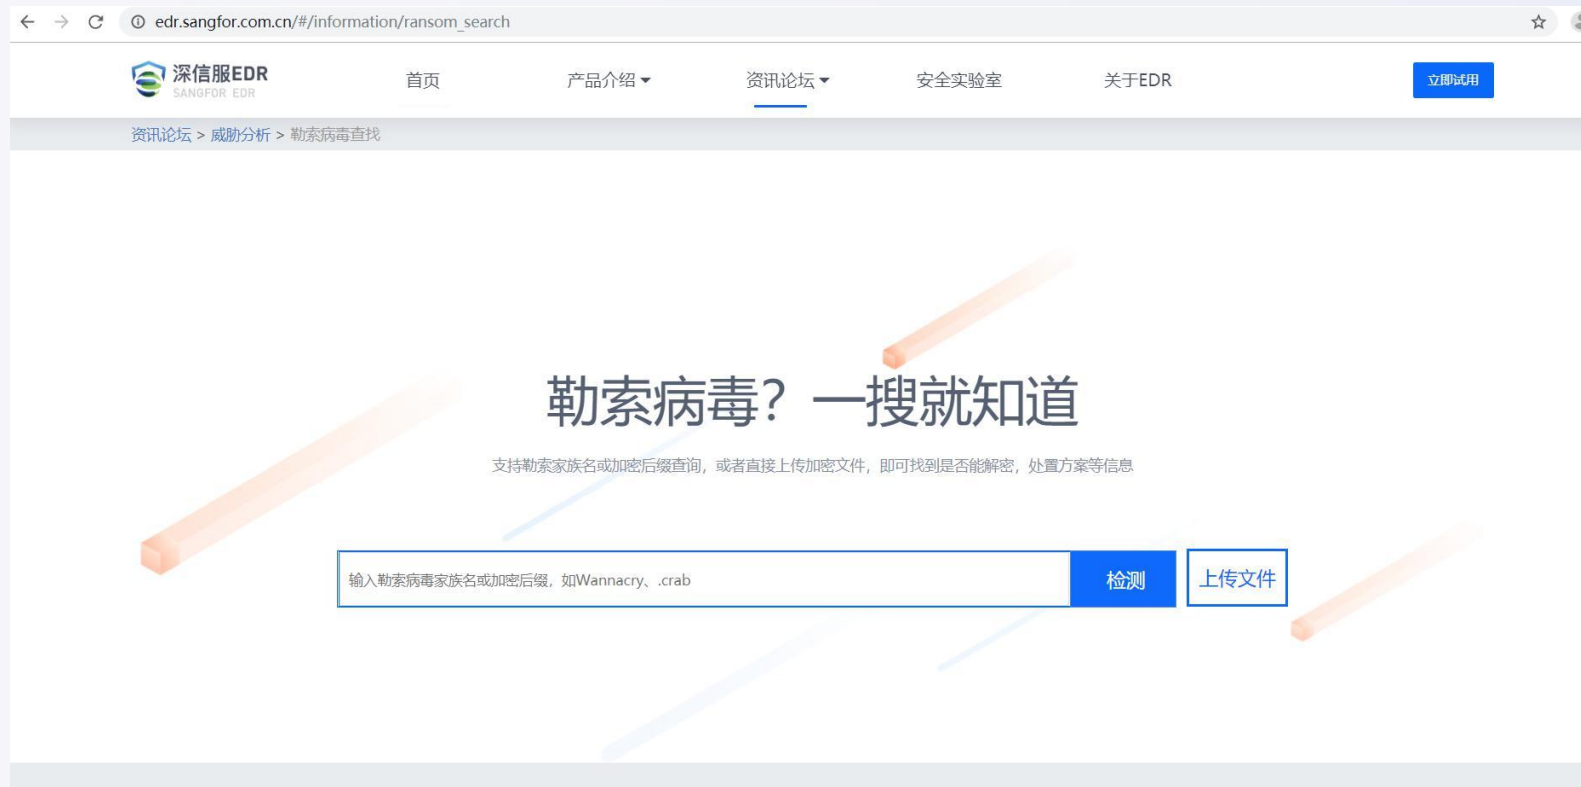 edr.sangfor.com.cn/#/information/ransom_search
深信服EDR
SANGFOR EDR
首页
产品介绍
资讯论坛
安全实验室
关于EDR
立即试用
资讯论坛 > 威胁分析 > 勒索病毒查找
勒索病毒？一搜就知道
支持勒索家族名或加密后缀查询，或者直接上传加密文件，即可找到是否能解密，处置方案等信息
输入勒索病毒家族名或加密后缀，如Wannacry、.crab
检测
上传文件